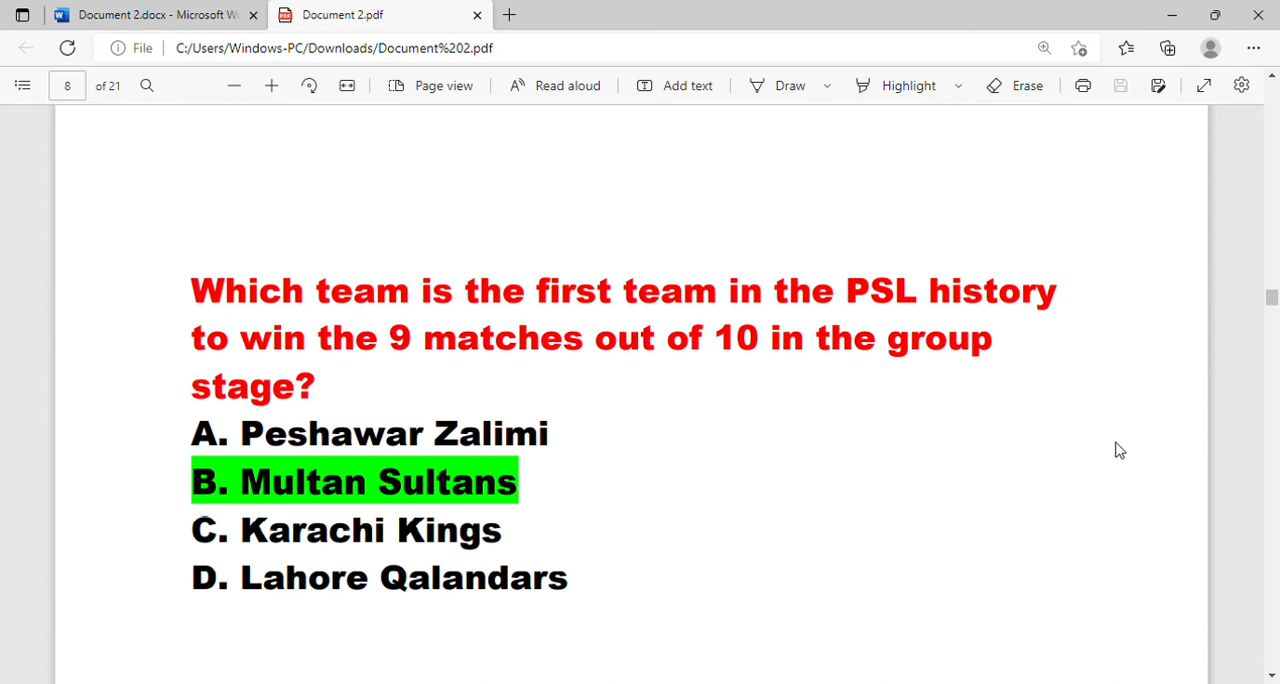 Document 2.docx - Microsoft W
Document 2.pdf
File
C:/Users/Windows-PC/Downloads/Document%202.pdf
8 of 21
Page view
Read aloud
Add text
Draw
Highlight
Erase
Which team is the first team in the PSL history
to win the 9 matches out of 10 in the group
stage?
A. Peshawar Zalimi
B. Multan Sultans
C. Karachi Kings
D. Lahore Qalandars